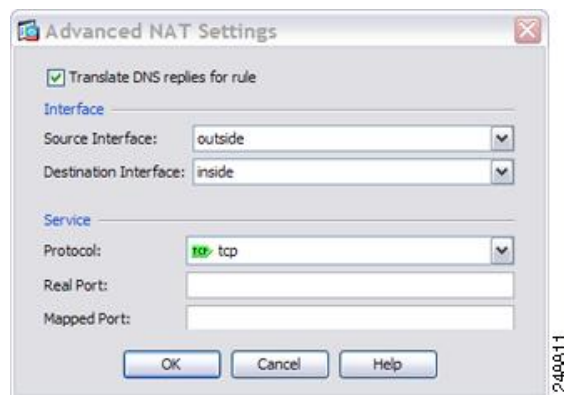 Advanced NAT Settings
Translate DNS replies for rule
Interface
Source Interface: outside
Destination Interface: inside
Service
Protocol: TCP tcp
Real Port:
Mapped Port:
OK Cancel Help
248811